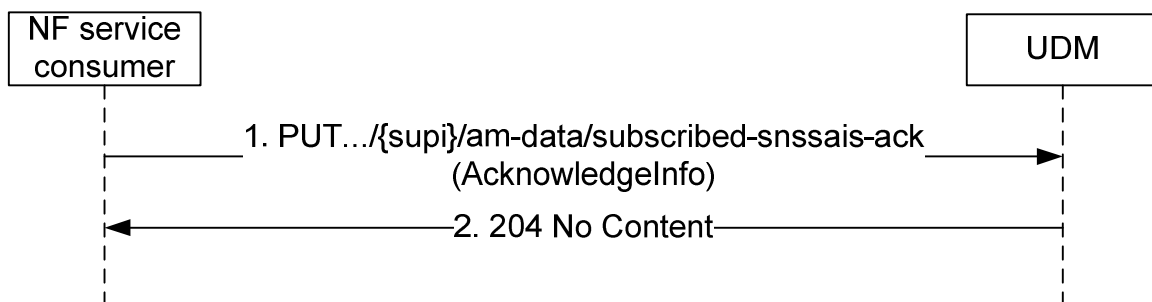 NF service
consumer
UDM
1. PUT.../{supi}/am-data/subscribed-snssais-ack
(AcknowledgeInfo)
2. 204 No Content